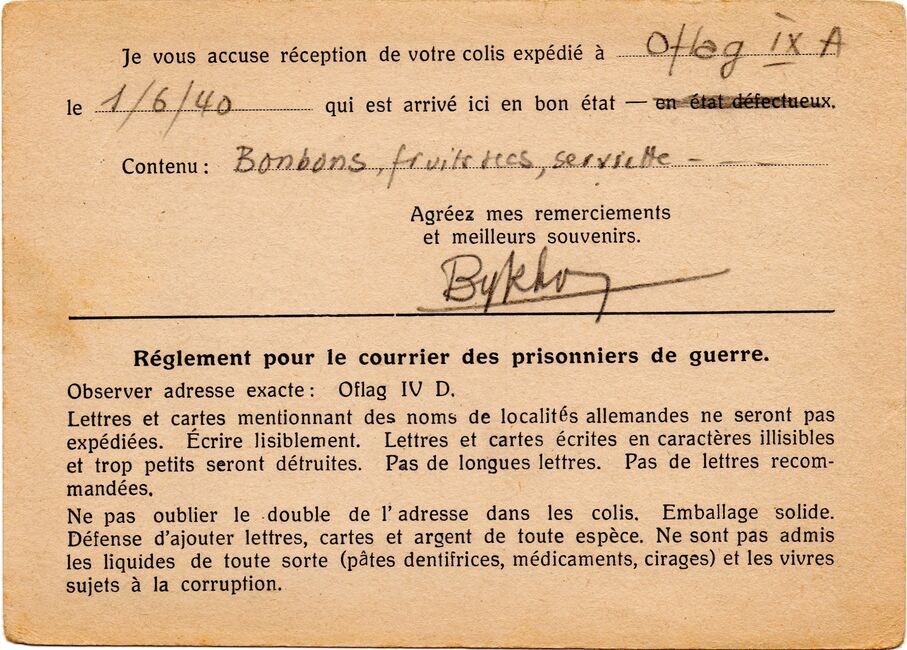 Je vous accuse réception de votre colis expédié à Oflag IX A
le 1/6/40 qui est arrivé ici en bon état — en état défectueux.
Contenu : Bonbons, fruits secs, serviette - - —
Agréez mes remerciements
et meilleurs souvenirs.
Réglement pour le courrier des prisonniers de guerre.
Observer adresse exacte : Oflag IV D.
Lettres et cartes mentionnant des noms de localités allemandes ne seront pas
expédiées. Écrire lisiblement. Lettres et cartes écrites en caractères illisibles
et trop petits seront détruites. Pas de longues lettres. Pas de lettres recom-
mandées.
Ne pas oublier le double de l'adresse dans les colis. Emballage solide.
Défense d'ajouter lettres, cartes et argent de toute espèce. Ne sont pas admis
les liquides de toute sorte (pâtes dentifrices, médicaments, cirages) et les vivres
sujets à la corruption.